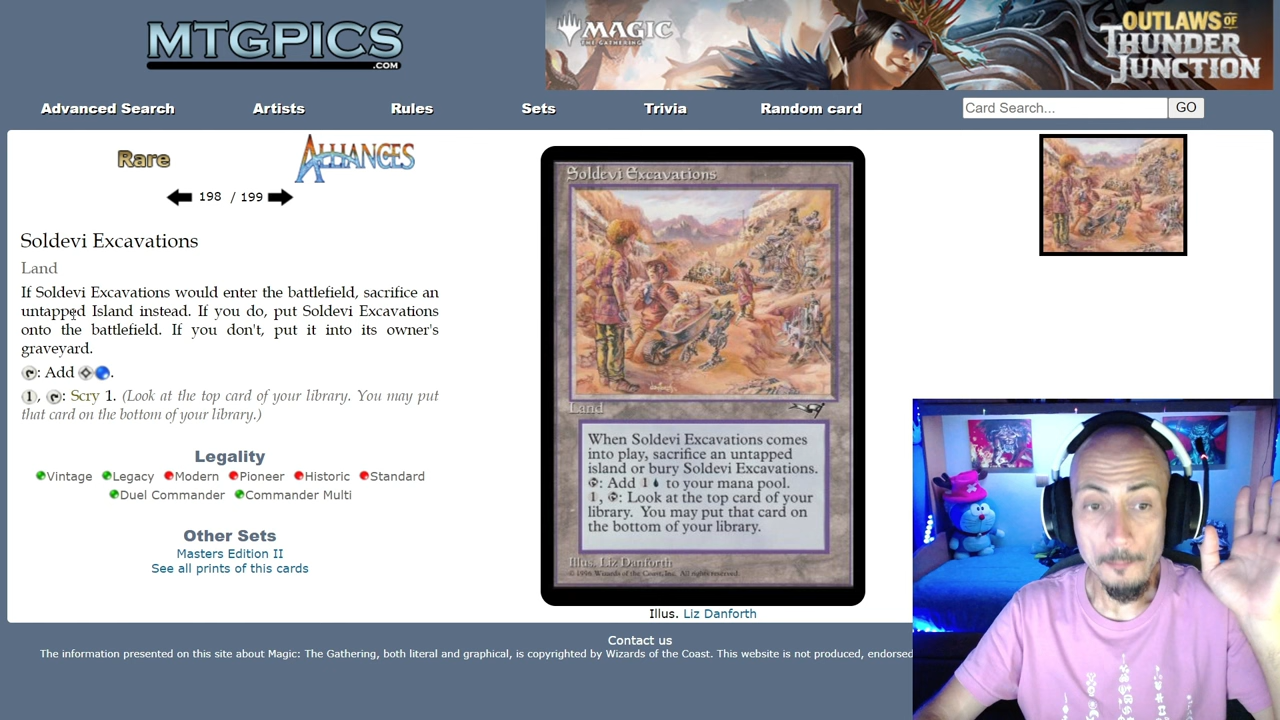 MTGPICS
.COM
MAGIC
THE GATHERING
OUTLAWS OF
THUNDER
JUNCTION
Advanced Search Artists Rules Sets Trivia Random card Card Search... GO
Rare ALLIANCES
198 / 199
Soldevi Excavations
Land
If Soldevi Excavations would enter the battlefield, sacrifice an
untapped Island instead. If you do, put Soldevi Excavations
onto the battlefield. If you don't, put it into its owner's
graveyard.
: Add .
1, : Scry 1. (Look at the top card of your library. You may put
that card on the bottom of your library.)
Legality
Vintage Legacy Modern Pioneer Historic Standard
Duel Commander Commander Multi
Other Sets
Masters Edition II
See all prints of this cards
Soldevi Excavations
Land
When Soldevi Excavations comes
into play, sacrifice an untapped
island or bury Soldevi Excavations.
: Add 1 to your mana pool.
1, : Look at the top card of your
library. You may put that card on
the bottom of your library.
Illus. Liz Danforth
© 1996 Wizards of the Coast, Inc. All rights reserved.
Illus. Liz Danforth
Contact us
The information presented on this site about Magic: The Gathering, both literal and graphical, is copyrighted by Wizards of the Coast. This website is not produced, endorsed